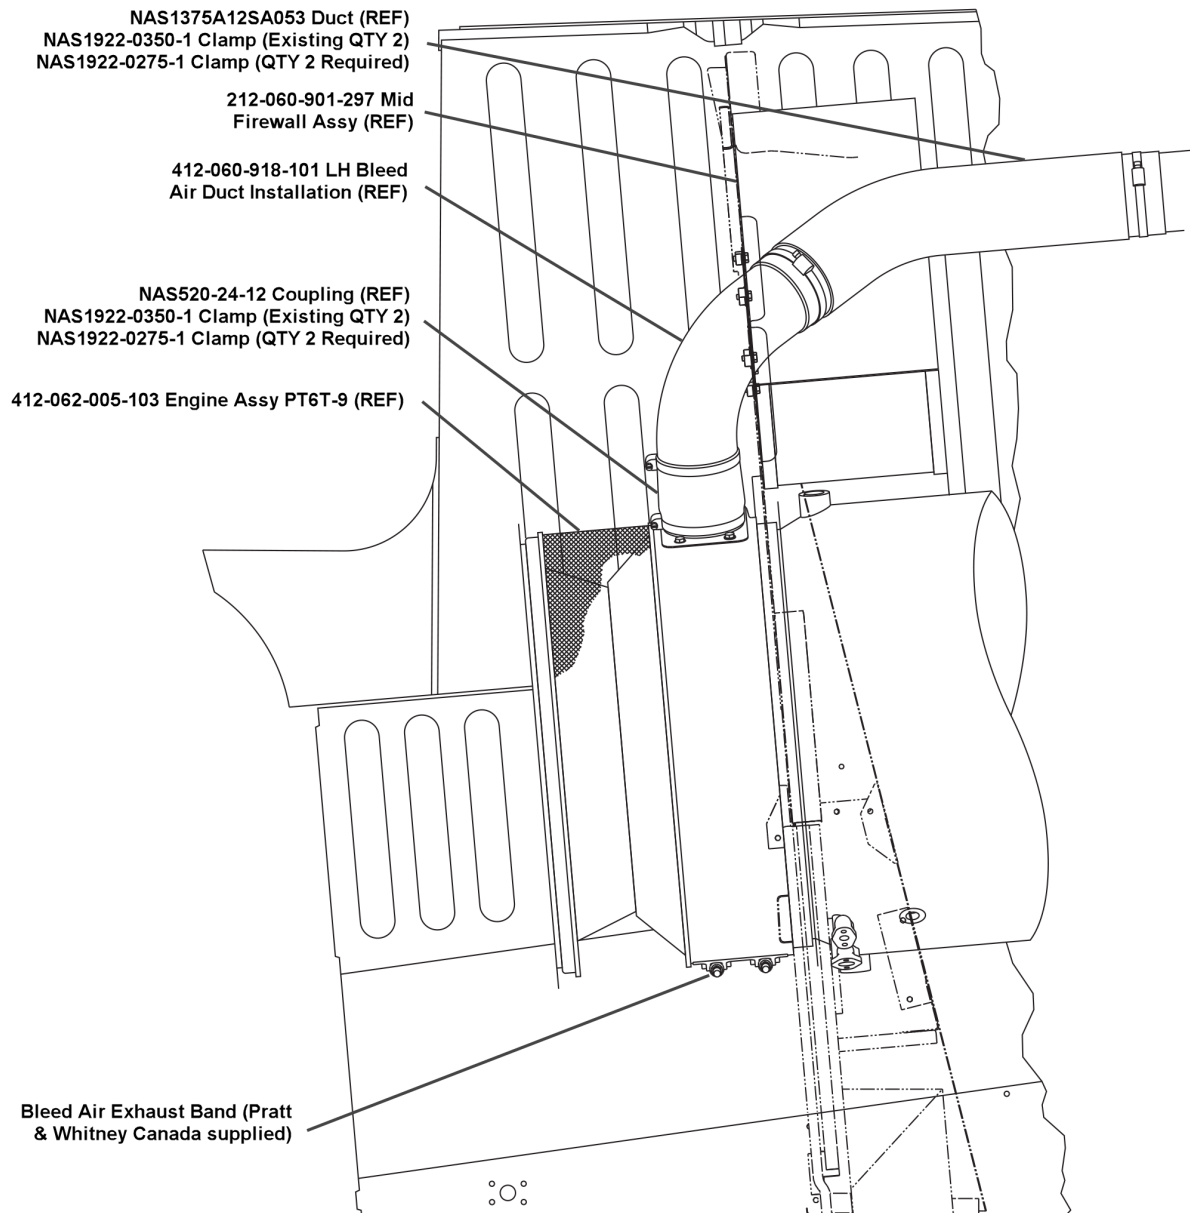 NAS1375A12SA053 Duct (REF)
NAS1922-0350-1 Clamp (Existing QTY 2)
NAS1922-0275-1 Clamp (QTY 2 Required)
212-060-901-297 Mid
Firewall Assy (REF)
412-060-918-101 LH Bleed
Air Duct Installation (REF)
NAS520-24-12 Coupling (REF)
NAS1922-0350-1 Clamp (Existing QTY 2)
NAS1922-0275-1 Clamp (QTY 2 Required)
412-062-005-103 Engine Assy PT6T-9 (REF)
Bleed Air Exhaust Band (Pratt
& Whitney Canada supplied)